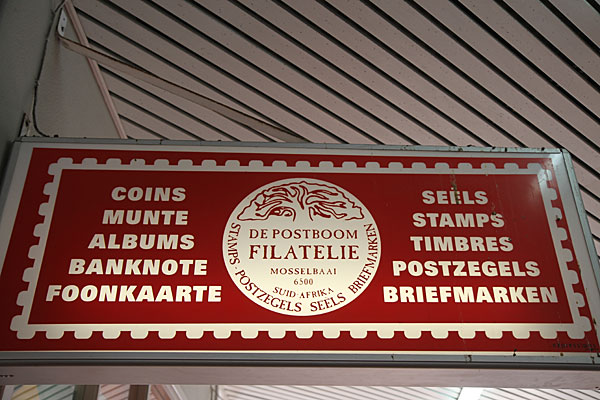 COINS
MUNTE
ALBUMS
BANKNOTE
FOONKAARTE
DE POSTBOOM
FILATELIE
MOSSELBAAI
6500
SUID-AFRIKA
STAMPS - POSTZEGELS SEELS BRIEFMARKEN
SEELS
STAMPS
TIMBRES
POSTZEGELS
BRIEFMARKEN